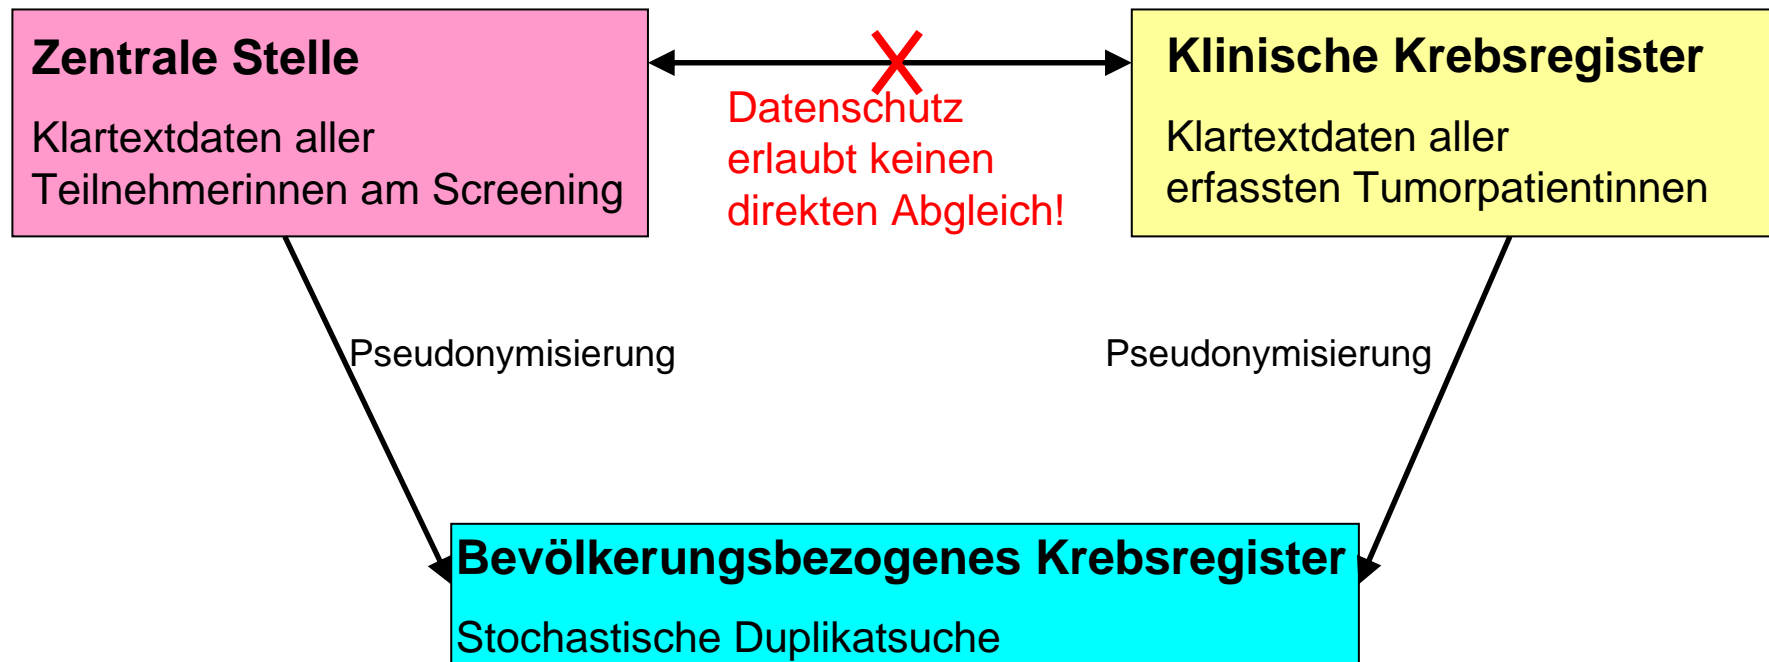 Zentrale Stelle
Klartextdaten aller
Teilnehmerinnen am Screening
Datenschutz
erlaubt keinen
direkten Abgleich!
Klinische Krebsregister
Klartextdaten aller
erfassten Tumorpatientinnen
Pseudonymisierung
Pseudonymisierung
Bevölkerungsbezogenes Krebsregister
Stochastische Duplikatsuche